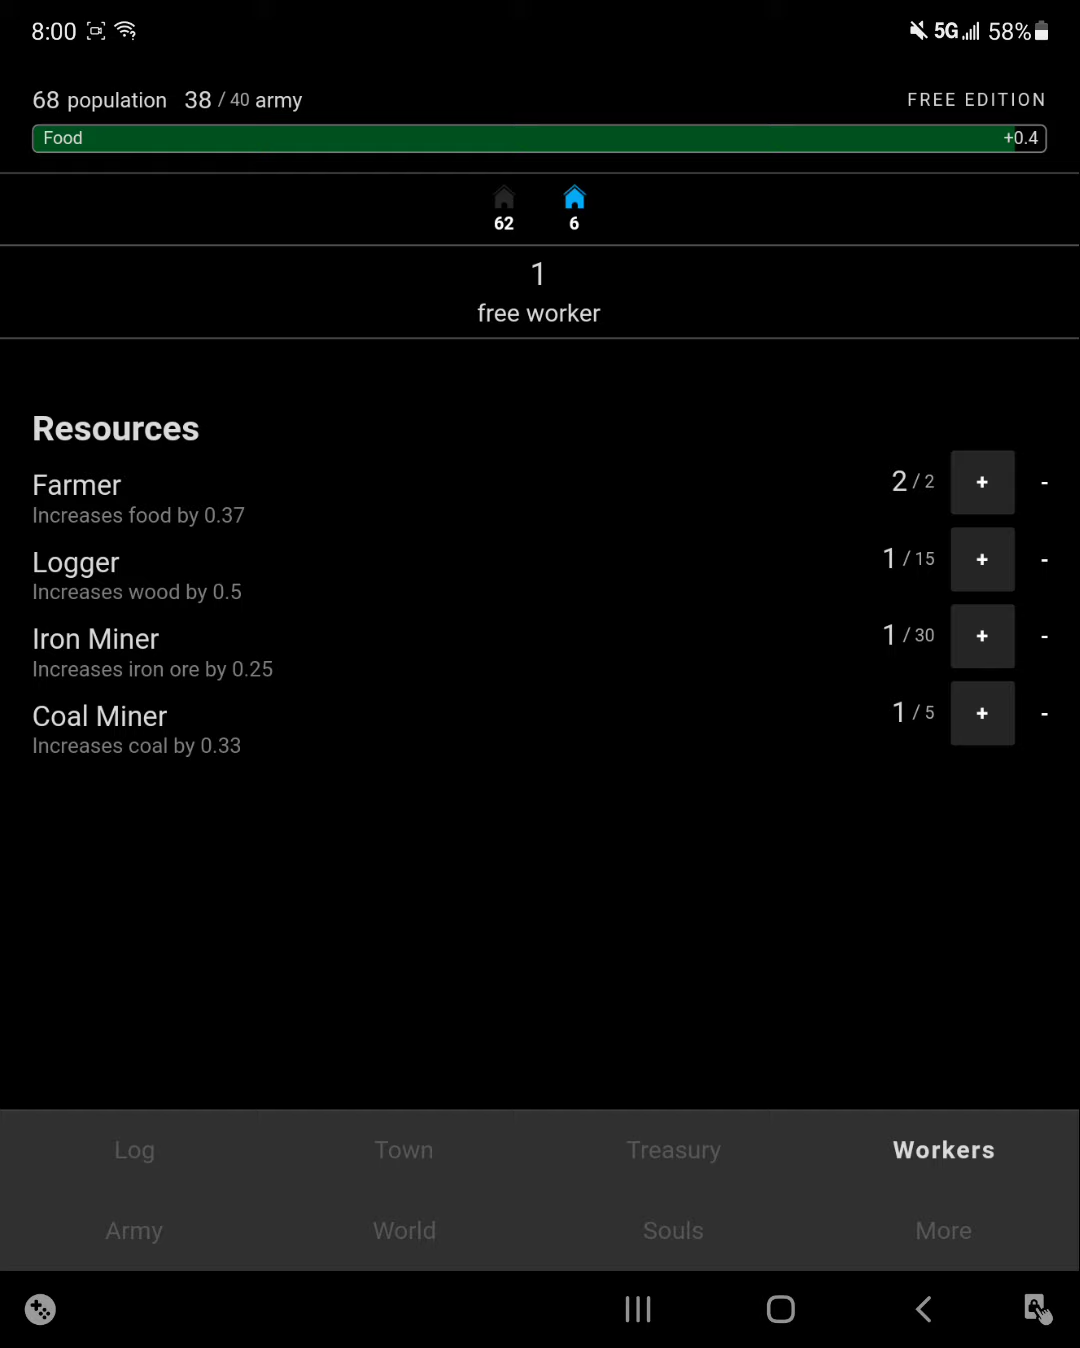 8:00 5G 58%
68 population 38 / 40 army FREE EDITION
Food +0.4
62 6
1
free worker
Resources
Farmer 2 / 2 + -
Increases food by 0.37
Logger 1 / 15 + -
Increases wood by 0.5
Iron Miner 1 / 30 + -
Increases iron ore by 0.25
Coal Miner 1 / 5 + -
Increases coal by 0.33
Log Town Treasury Workers
Army World Souls More